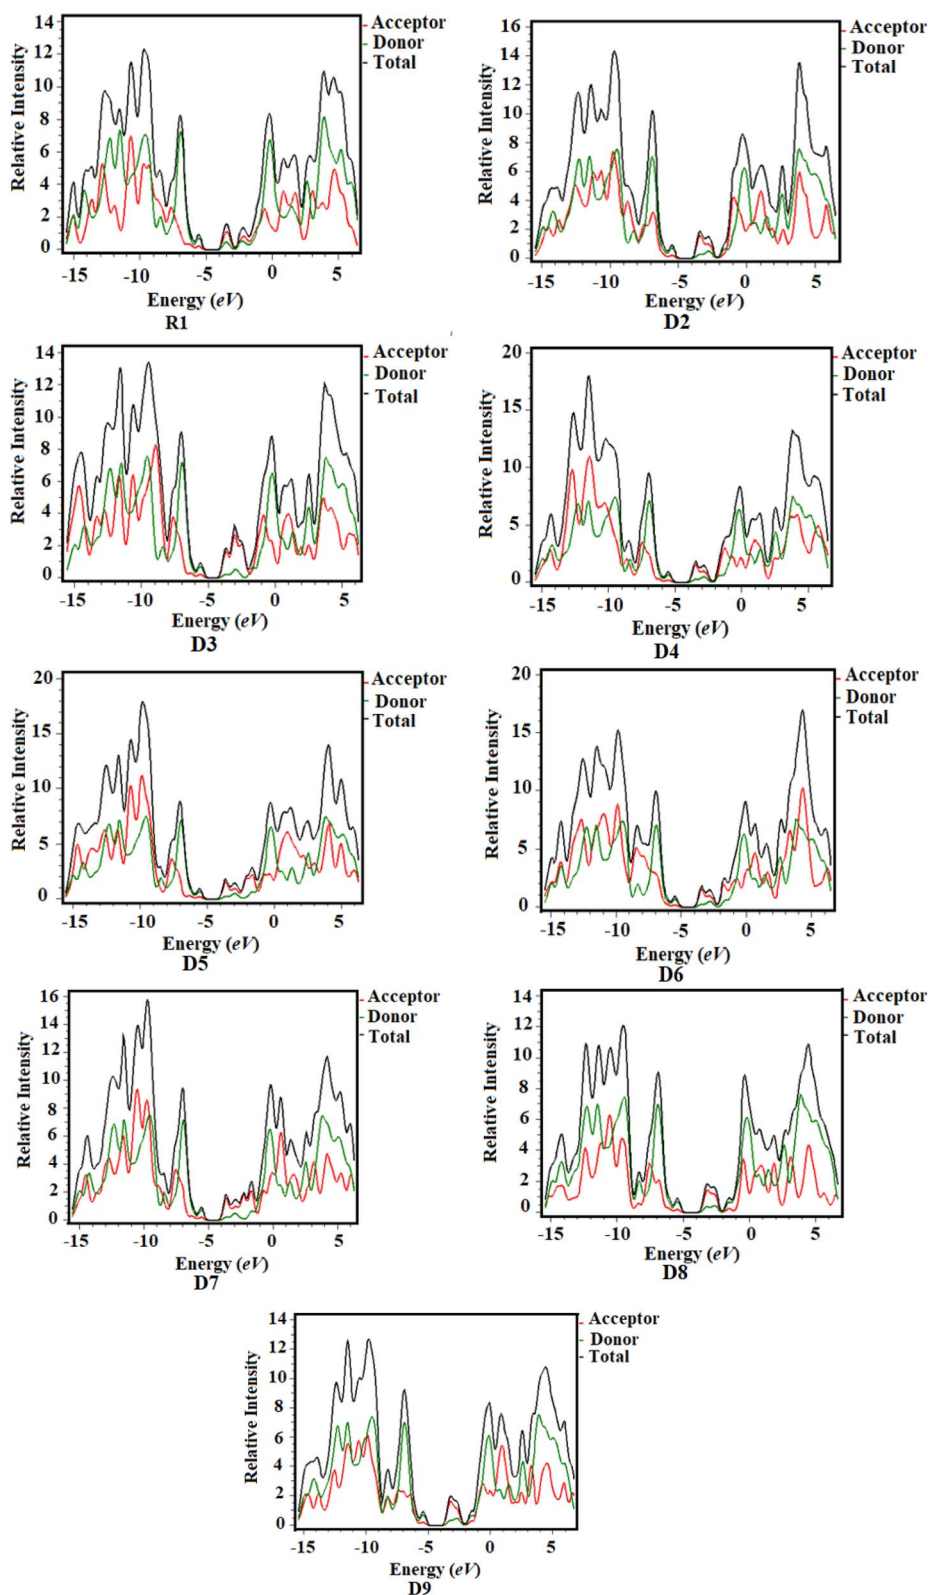 14
12
10
8
6
4
2
0
Relative Intensity
-15 -10 -5 0 5
Energy (eV)
R1
Acceptor
Donor
Total
16
14
12
10
8
6
4
2
0
Relative Intensity
-15 -10 -5 0 5
Energy (eV)
D2
Acceptor
Donor
Total
14
12
10
8
6
4
2
0
Relative Intensity
-15 -10 -5 0 5
Energy (eV)
D3
Acceptor
Donor
Total
20
15
10
5
0
Relative Intensity
-15 -10 -5 0 5
Energy (eV)
D4
Acceptor
Donor
Total
20
15
10
5
0
Relative Intensity
-15 -10 -5 0 5
Energy (eV)
D5
Acceptor
Donor
Total
20
15
10
5
0
Relative Intensity
-15 -10 -5 0 5
Energy (eV)
D6
Acceptor
Donor
Total
16
14
12
10
8
6
4
2
0
Relative Intensity
-15 -10 -5 0 5
Energy (eV)
D7
Acceptor
Donor
Total
14
12
10
8
6
4
2
0
Relative Intensity
-15 -10 -5 0 5
Energy (eV)
D8
Acceptor
Donor
Total
14
12
10
8
6
4
2
0
Relative Intensity
-15 -10 -5 0 5
Energy (eV)
D9
Acceptor
Donor
Total